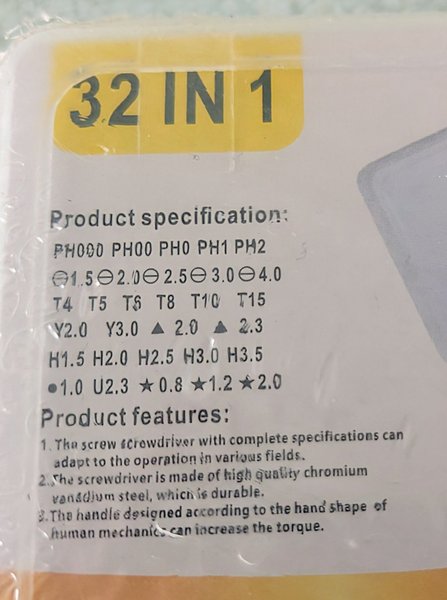 32 IN 1
Product specification:
PH000 PH00 PH0 PH1 PH2
⊖1.5⊖2.0⊖2.5⊖3.0⊖4.0
T4 T5 T6 T8 T10 T15
Y2.0 Y3.0 ▲ 2.0 ▲ 2.3
H1.5 H2.0 H2.5 H3.0 H3.5
●1.0 U2.3 ★0.8 ★1.2 ★2.0
Product features:
1. The screw screwdriver with complete specifications can
adapt to the operation in various fields.
2. The screwdriver is made of high quality chromium
vanadium steel, which is durable.
3. The handle designed according to the hand shape of
human mechanics can increase the torque.